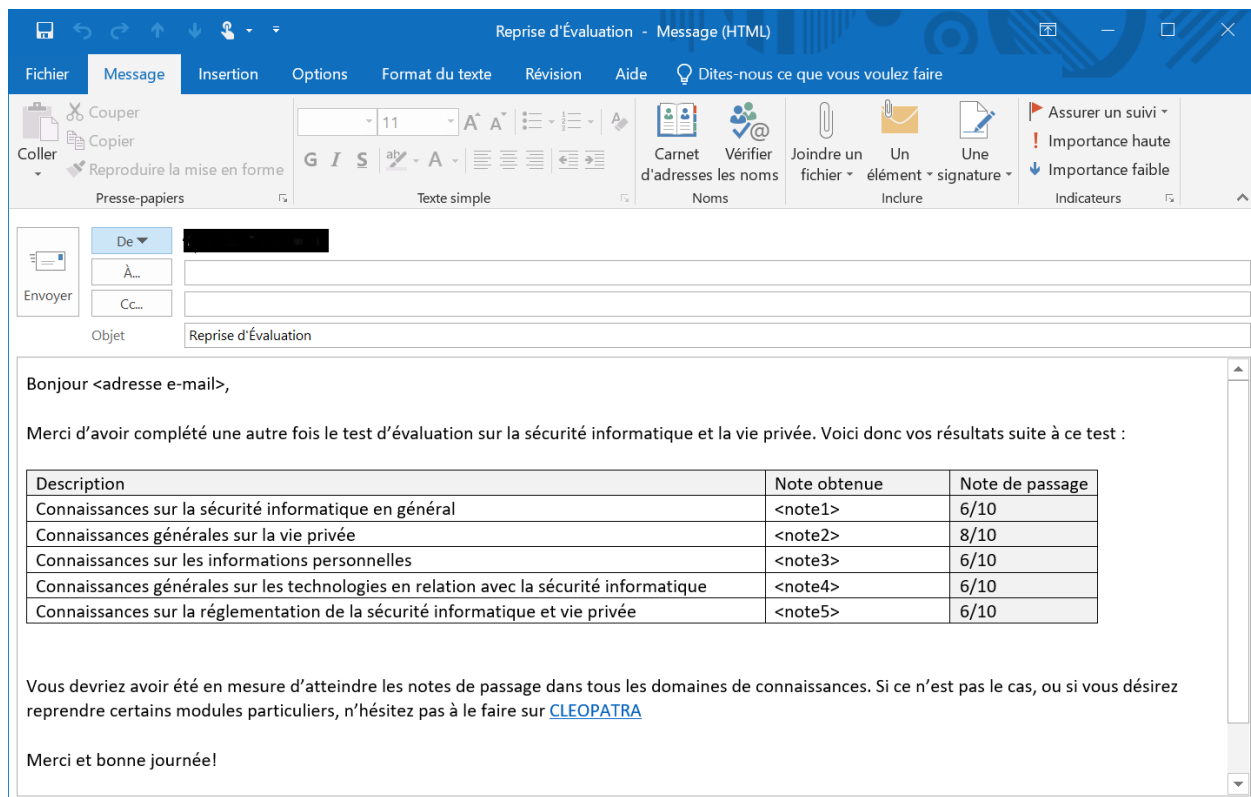 Reprise d'Évaluation - Message (HTML)
Fichier Message Insertion Options Format du texte Révision Aide Dites-nous ce que vous voulez faire
Coller
Couper
Copier
Reproduire la mise en forme
Presse-papiers
11
G I S
Texte simple
Carnet d'adresses
Vérifier les noms
Noms
Joindre un fichier
Un élément
Une signature
Inclure
Assurer un suivi
Importance haute
Importance faible
Indicateurs
Envoyer
De
À...
Cc...
Objet Reprise d'Évaluation
Bonjour <adresse e-mail>,
Merci d’avoir complété une autre fois le test d’évaluation sur la sécurité informatique et la vie privée. Voici donc vos résultats suite à ce test :
Description Note obtenue Note de passage
Connaissances sur la sécurité informatique en général <note1> 6/10
Connaissances générales sur la vie privée <note2> 8/10
Connaissances sur les informations personnelles <note3> 6/10
Connaissances générales sur les technologies en relation avec la sécurité informatique <note4> 6/10
Connaissances sur la réglementation de la sécurité informatique et vie privée <note5> 6/10
Vous devriez avoir été en mesure d’atteindre les notes de passage dans tous les domaines de connaissances. Si ce n’est pas le cas, ou si vous désirez
reprendre certains modules particuliers, n’hésitez pas à le faire sur CLEOPATRA
Merci et bonne journée!